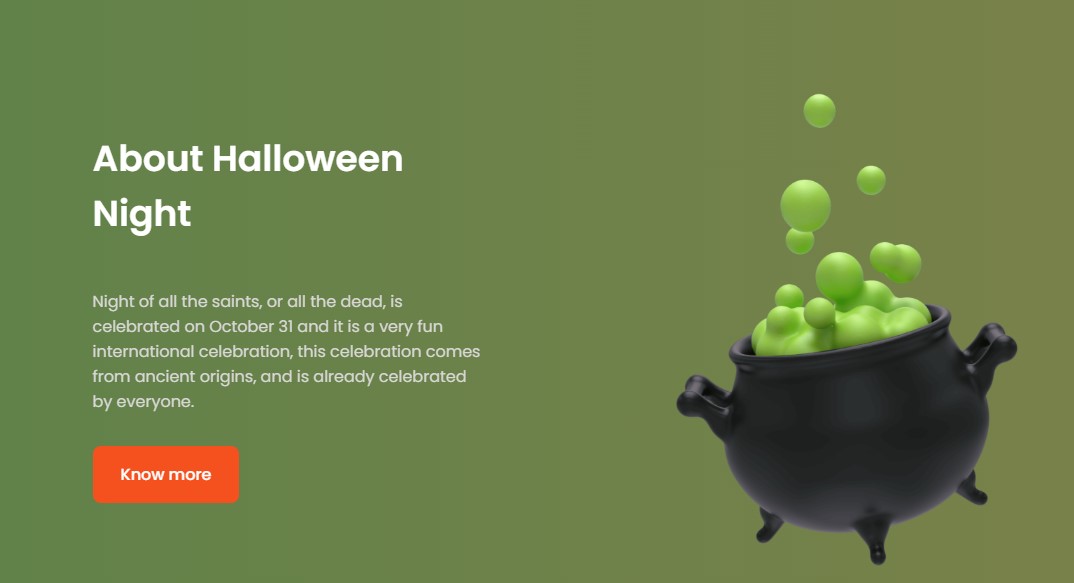 About Halloween
Night
Night of all the saints, or all the dead, is
celebrated on October 31 and it is a very fun
international celebration, this celebration comes
from ancient origins, and is already celebrated
by everyone.
Know more